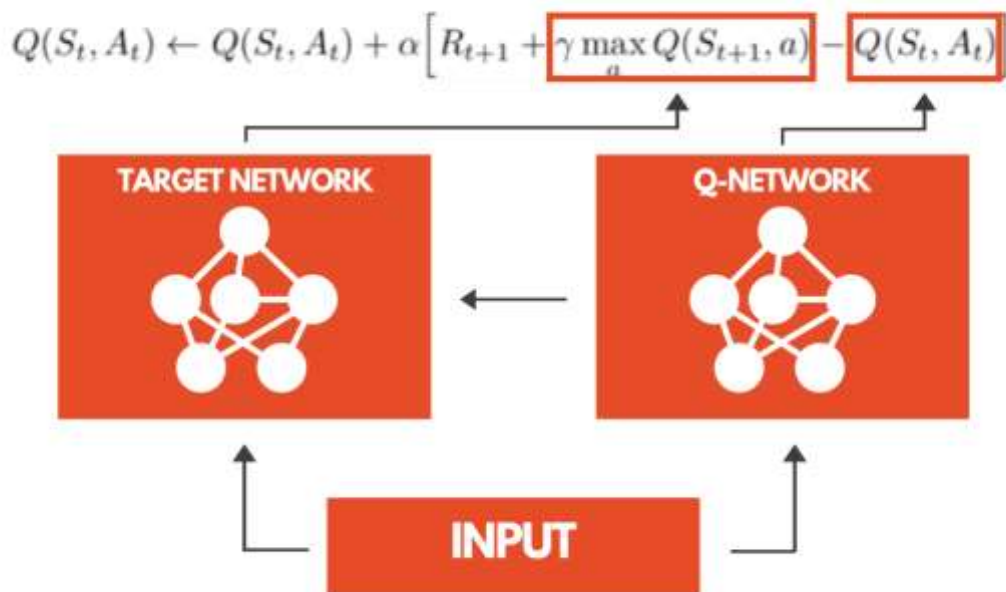 Q(S_t, A_t) ← Q(S_t, A_t) + α[R_{t+1} + γ max_a Q(S_{t+1}, a) − Q(S_t, A_t)]
TARGET NETWORK Q-NETWORK
INPUT